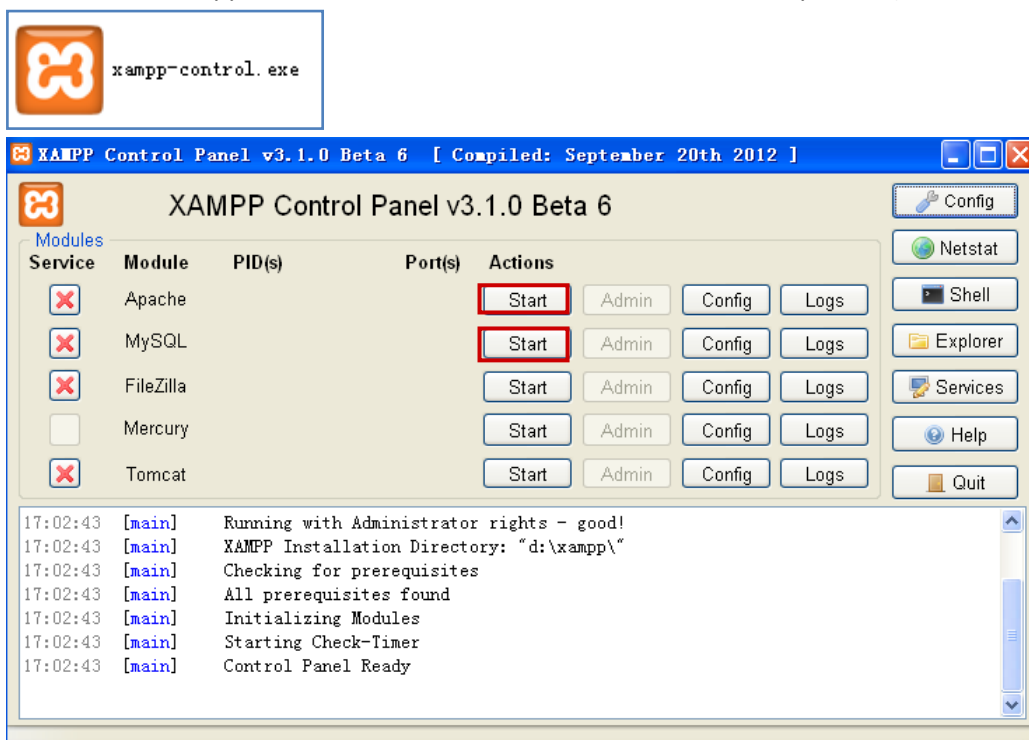 xampp-control.exe
XAMPP Control Panel v3.1.0 Beta 6 [ Compiled: September 20th 2012 ]
XAMPP Control Panel v3.1.0 Beta 6
Config
Modules
Netstat
Service Module PID(s) Port(s) Actions
Apache Start Admin Config Logs
Shell
MySQL Start Admin Config Logs
Explorer
FileZilla Start Admin Config Logs
Services
Mercury Start Admin Config Logs
Help
Tomcat Start Admin Config Logs
Quit
17:02:43 [main] Running with Administrator rights - good!
17:02:43 [main] XAMPP Installation Directory: "d:\xampp\"
17:02:43 [main] Checking for prerequisites
17:02:43 [main] All prerequisites found
17:02:43 [main] Initializing Modules
17:02:43 [main] Starting Check-Timer
17:02:43 [main] Control Panel Ready